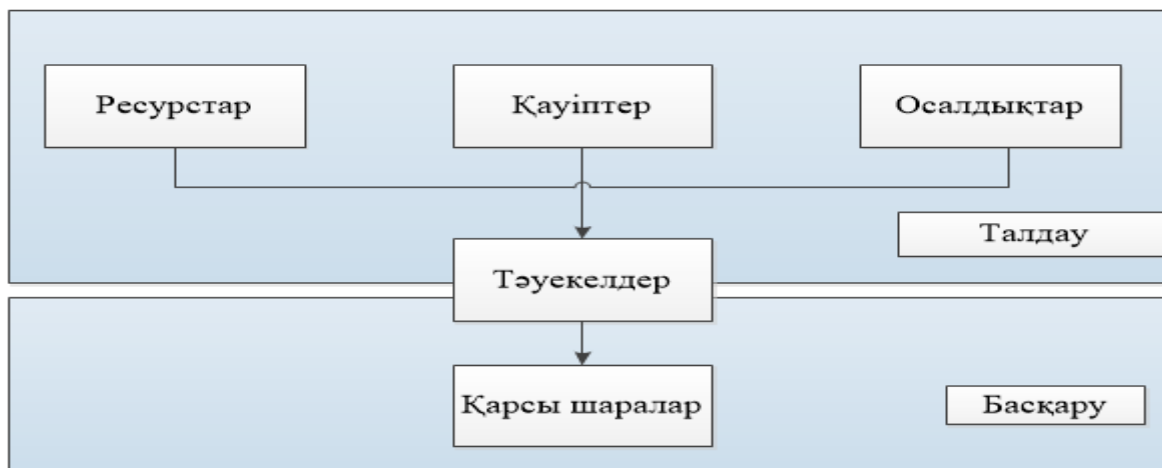 Ресурстар
Қауіптер
Осалдықтар
Талдау
Тәуекелдер
Қарсы шаралар
Басқару